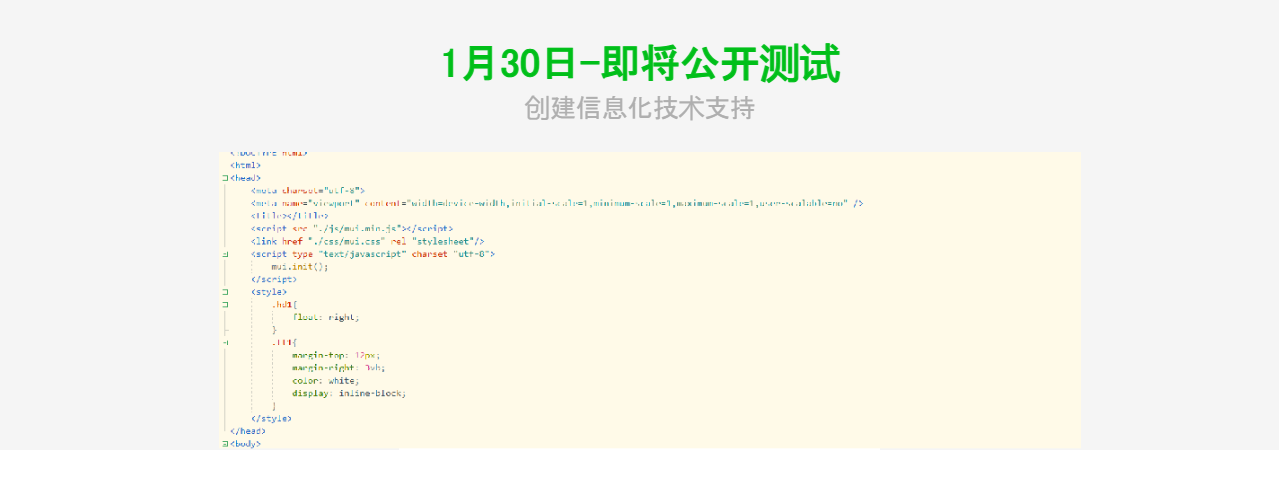 1月30日-即将公开测试
创建信息化技术支持
<!DOCTYPE html>
<html>
<head>
<meta charset="utf-8">
<meta name="viewport" content="width=device-width,initial-scale=1,minimum-scale=1,maximum-scale=1,user-scalable=no" />
<title></title>
<script src="./js/mui.min.js"></script>
<link href="./css/mui.css" rel="stylesheet"/>
<script type="text/javascript" charset="utf-8">
mui.init();
</script>
<style>
.hd1{
float: right;
}
margin-top: 12px;
margin-right: 3vh;
color: white;
display: inline-block;
}
</style>
</head>
<body>